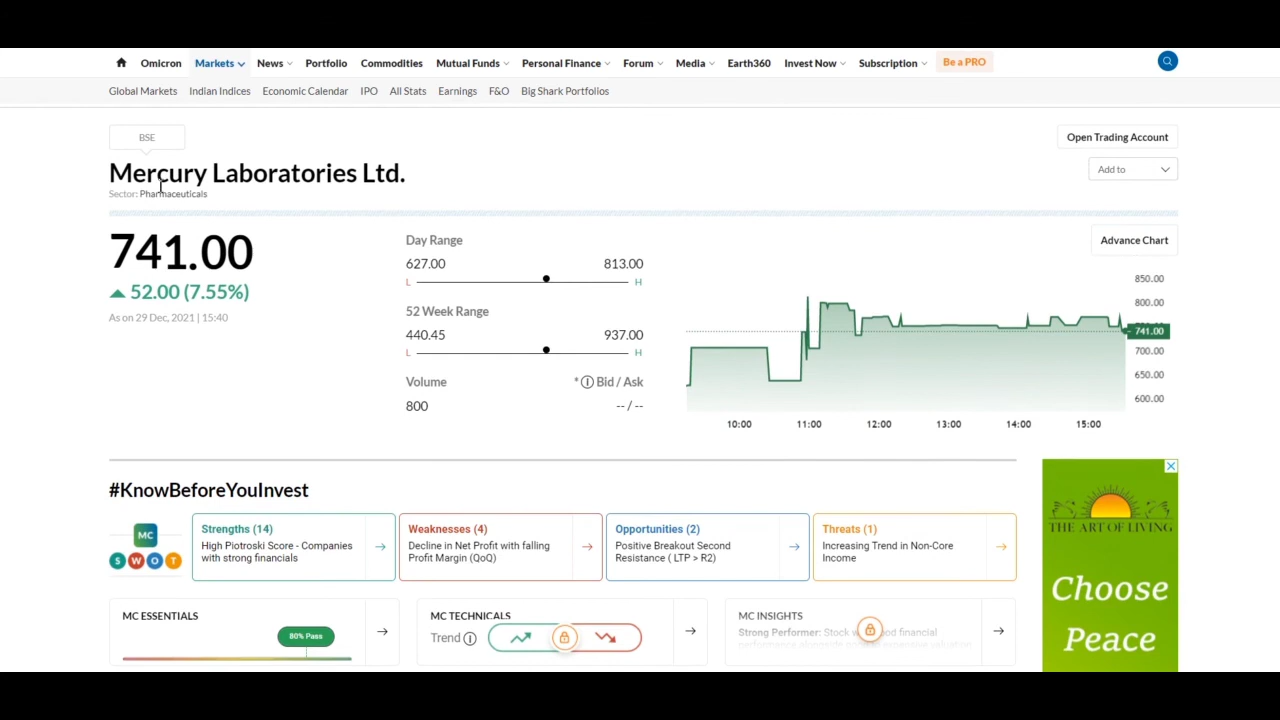 Omicron Markets News Portfolio Commodities Mutual Funds Personal Finance Forum Media Earth360 Invest Now Subscription Be a PRO
Global Markets Indian Indices Economic Calendar IPO All Stats Earnings F&O Big Shark Portfolios
BSE
Open Trading Account
Mercury Laboratories Ltd.
Add to
Sector: Pharmaceuticals
741.00
52.00 (7.55%)
As on 29 Dec, 2021 | 15:40
Day Range
627.00 813.00
L H
52 Week Range
440.45 937.00
L H
Volume * Bid / Ask
800 -- / --
Advance Chart
850.00
800.00
741.00
700.00
650.00
600.00
10:00 11:00 12:00 13:00 14:00 15:00
#KnowBeforeYouInvest
MC
S W O T
Strengths (14)
High Piotroski Score - Companies
with strong financials
Weaknesses (4)
Decline in Net Profit with falling
Profit Margin (QoQ)
Opportunities (2)
Positive Breakout Second
Resistance ( LTP > R2)
Threats (1)
Increasing Trend in Non-Core
Income
MC ESSENTIALS
80% Pass
MC TECHNICALS
Trend
MC INSIGHTS
Strong Performer: Stock financial
THE ART OF LIVING
Choose
Peace